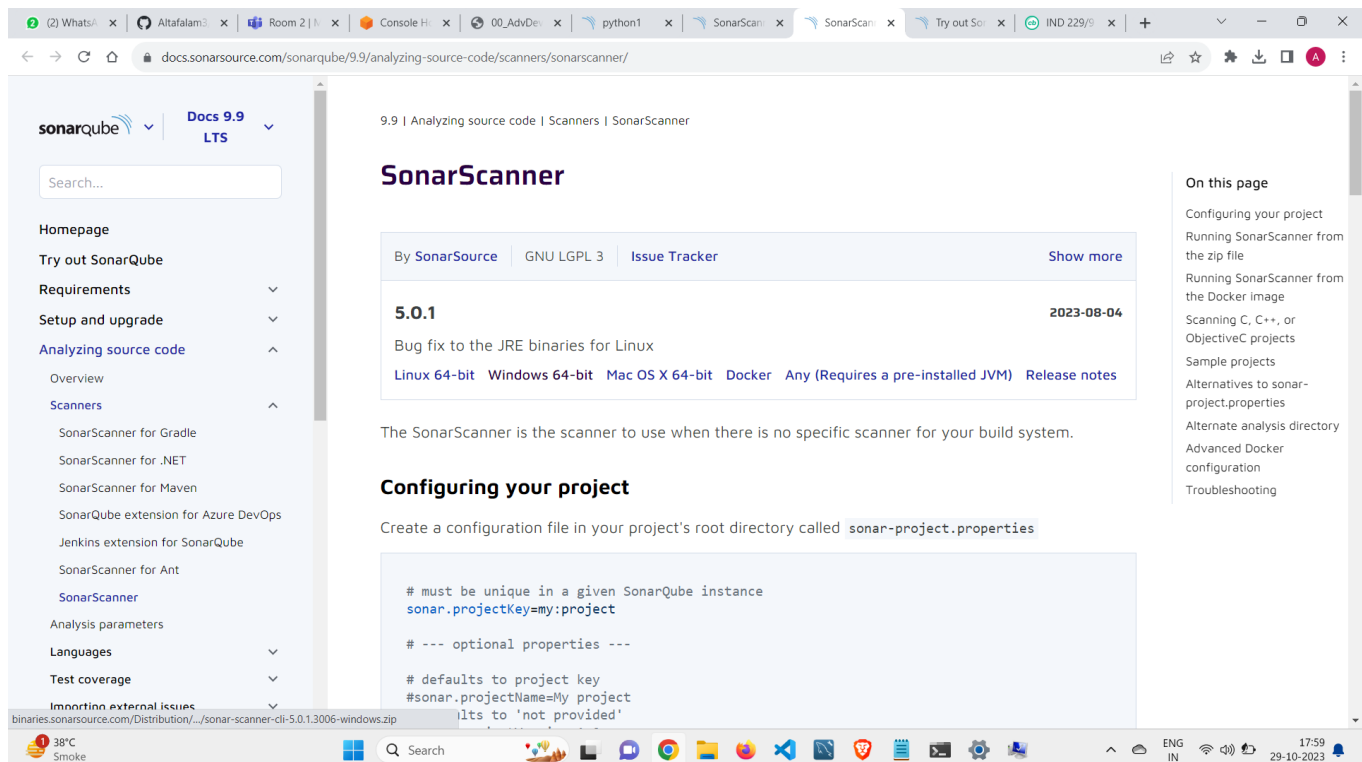 (2) WhatsA
Altafalam3
Room 2 | M
Console Ho
00_AdvDev
python1
SonarScan
SonarScan
Try out Son
IND 229/9
docs.sonarsource.com/sonarqube/9.9/analyzing-source-code/scanners/sonarscanner/
A
sonarqube
Docs 9.9
LTS
Search...
Homepage
Try out SonarQube
Requirements
Setup and upgrade
Analyzing source code
Overview
Scanners
SonarScanner for Gradle
SonarScanner for .NET
SonarScanner for Maven
SonarQube extension for Azure DevOps
Jenkins extension for SonarQube
SonarScanner for Ant
SonarScanner
Analysis parameters
Languages
Test coverage
Importing external issues
binaries.sonarsource.com/Distribution/.../sonar-scanner-cli-5.0.1.3006-windows.zip
9.9 | Analyzing source code | Scanners | SonarScanner
SonarScanner
By SonarSource GNU LGPL 3 Issue Tracker Show more
5.0.1 2023-08-04
Bug fix to the JRE binaries for Linux
Linux 64-bit Windows 64-bit Mac OS X 64-bit Docker Any (Requires a pre-installed JVM) Release notes
The SonarScanner is the scanner to use when there is no specific scanner for your build system.
Configuring your project
Create a configuration file in your project's root directory called sonar-project.properties
# must be unique in a given SonarQube instance
sonar.projectKey=my:project
# --- optional properties ---
# defaults to project key
#sonar.projectName=My project
ults to 'not provided'
On this page
Configuring your project
Running SonarScanner from
the zip file
Running SonarScanner from
the Docker image
Scanning C, C++, or
ObjectiveC projects
Sample projects
Alternatives to sonar-
project.properties
Alternate analysis directory
Advanced Docker
configuration
Troubleshooting
1
38°C
Smoke
Search
ENG
IN
17:59
29-10-2023